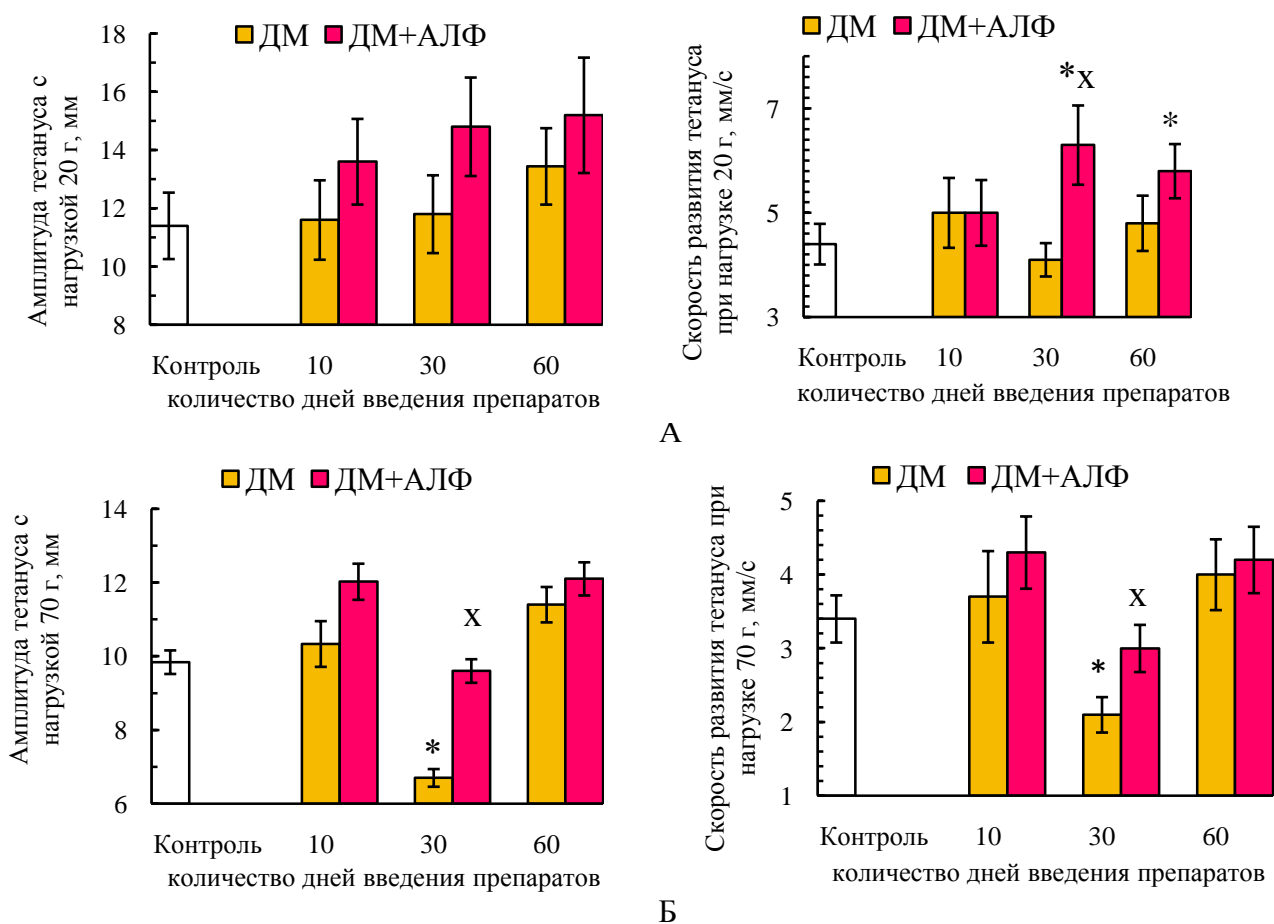 ДМ ДМ+АЛФ
Амплитуда тетануса с
нагрузкой 20 г, мм
18
16
14
12
10
8
Контроль 10 30 60
количество дней введения препаратов
ДМ ДМ+АЛФ
Скорость развития тетануса
при нагрузке 20 г, мм/с
7
5
3
*x
*
Контроль 10 30 60
количество дней введения препаратов
А
ДМ ДМ+АЛФ
Амплитуда тетануса с
нагрузкой 70 г, мм
14
12
10
8
6
*
x
Контроль 10 30 60
количество дней введения препаратов
ДМ ДМ+АЛФ
Скорость развития тетануса при
нагрузке 70 г, мм/с
5
4
3
2
1
*
x
Контроль 10 30 60
количество дней введения препаратов
Б